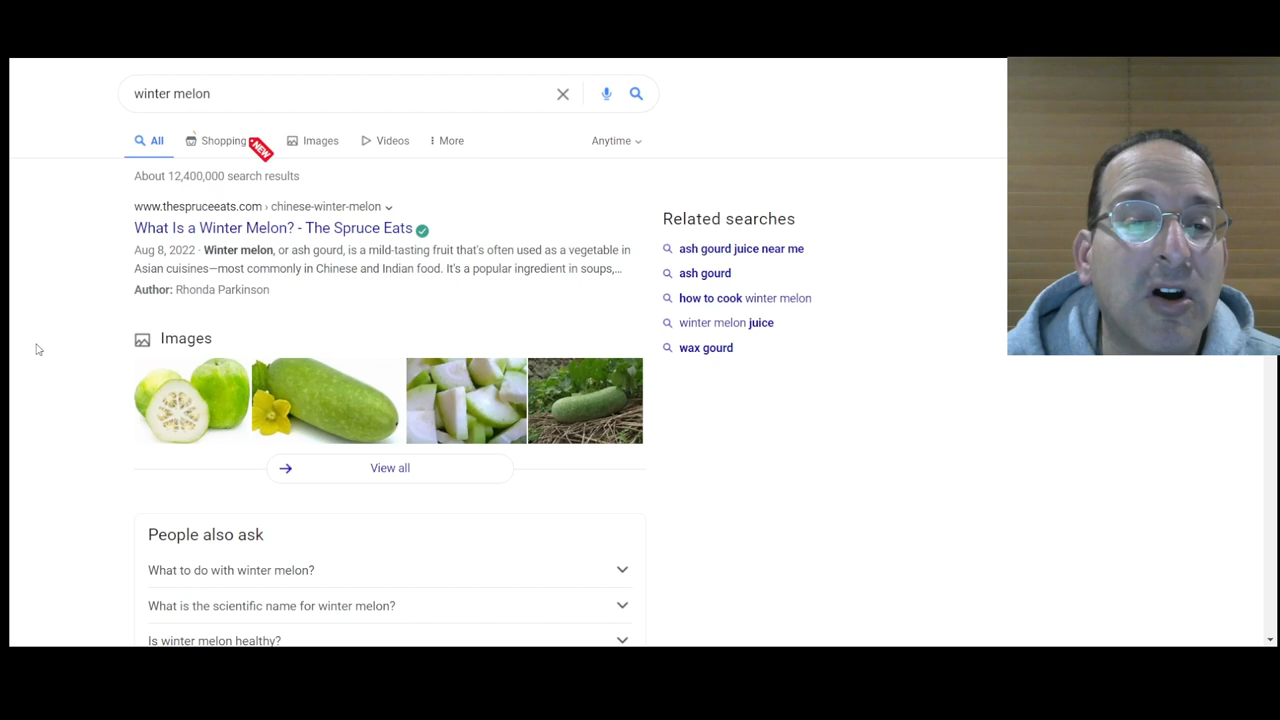 winter melon
All
Shopping
NEW
Images
Videos
More
Anytime
About 12,400,000 search results
www.thespruceeats.com › chinese-winter-melon
What Is a Winter Melon? - The Spruce Eats
Aug 8, 2022 · Winter melon, or ash gourd, is a mild-tasting fruit that's often used as a vegetable in
Asian cuisines—most commonly in Chinese and Indian food. It's a popular ingredient in soups,...
Author: Rhonda Parkinson
Images
View all
People also ask
What to do with winter melon?
What is the scientific name for winter melon?
Is winter melon healthy?
Related searches
ash gourd juice near me
ash gourd
how to cook winter melon
winter melon juice
wax gourd